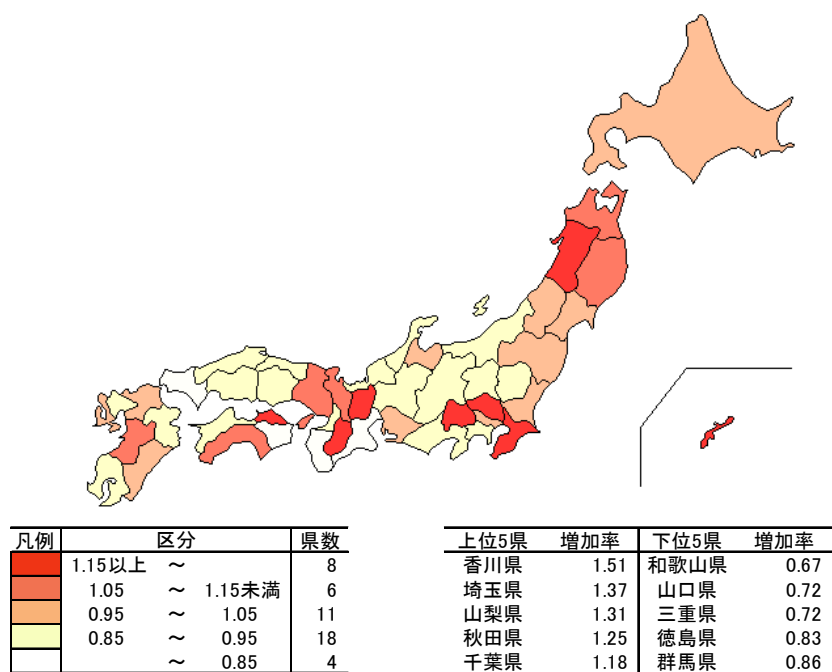 凡例 区分 県数
1.15以上 ～ 8
1.05 ～ 1.15未満 6
0.95 ～ 1.05 11
0.85 ～ 0.95 18
～ 0.85 4
上位5県 増加率 下位5県 増加率
香川県 1.51 和歌山県 0.67
埼玉県 1.37 山口県 0.72
山梨県 1.31 三重県 0.72
秋田県 1.25 徳島県 0.83
千葉県 1.18 群馬県 0.86